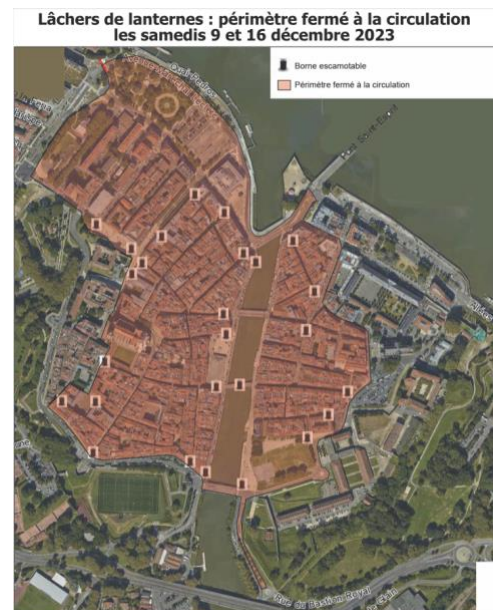 Lâchers de lanternes : périmètre fermé à la circulation
les samedis 9 et 16 décembre 2023
Borne escamotable
Périmètre fermé à la circulation
Rue du Bastion Royal